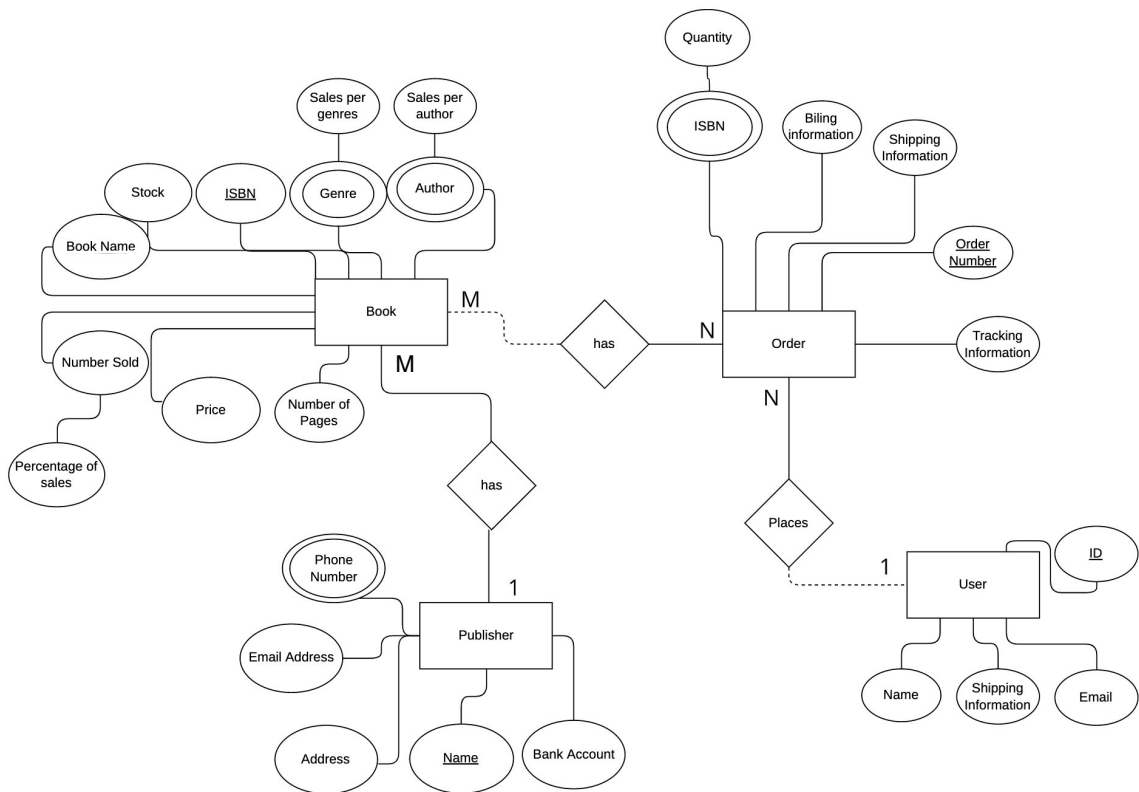 Quantity
Sales per
genres
Sales per
author
ISBN
Biling
information
Shipping
Information
Stock
ISBN
Genre
Author
Book Name
Order
Number
Book
M
has
N
Order
Tracking
Information
Number Sold
M
N
Price
Number of
Pages
Percentage of
sales
has
Places
Phone
Number
1
ID
1
User
Publisher
Email Address
Name
Shipping
Information
Email
Address
Name
Bank Account